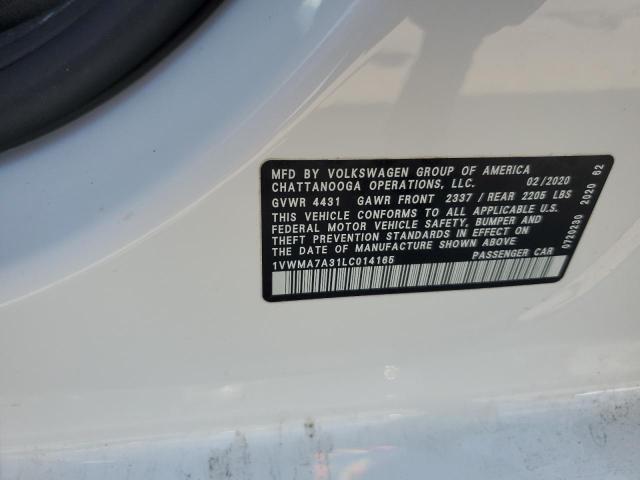 MFD BY VOLKSWAGEN GROUP OF AMERICA
CHATTANOOGA OPERATIONS, LLC. 02/2020
GVWR 4431 GAWR FRONT 2337 / REAR 2205 LBS
THIS VEHICLE CONFORMS TO ALL APPLICABLE U.S.
FEDERAL MOTOR VEHICLE SAFETY, BUMPER AND
THEFT PREVENTION STANDARDS IN EFFECT ON
THE DATE OF MANUFACTURE SHOWN ABOVE
1VWMA7A31LC014165 PASSENGER CAR
0720230 2020 62